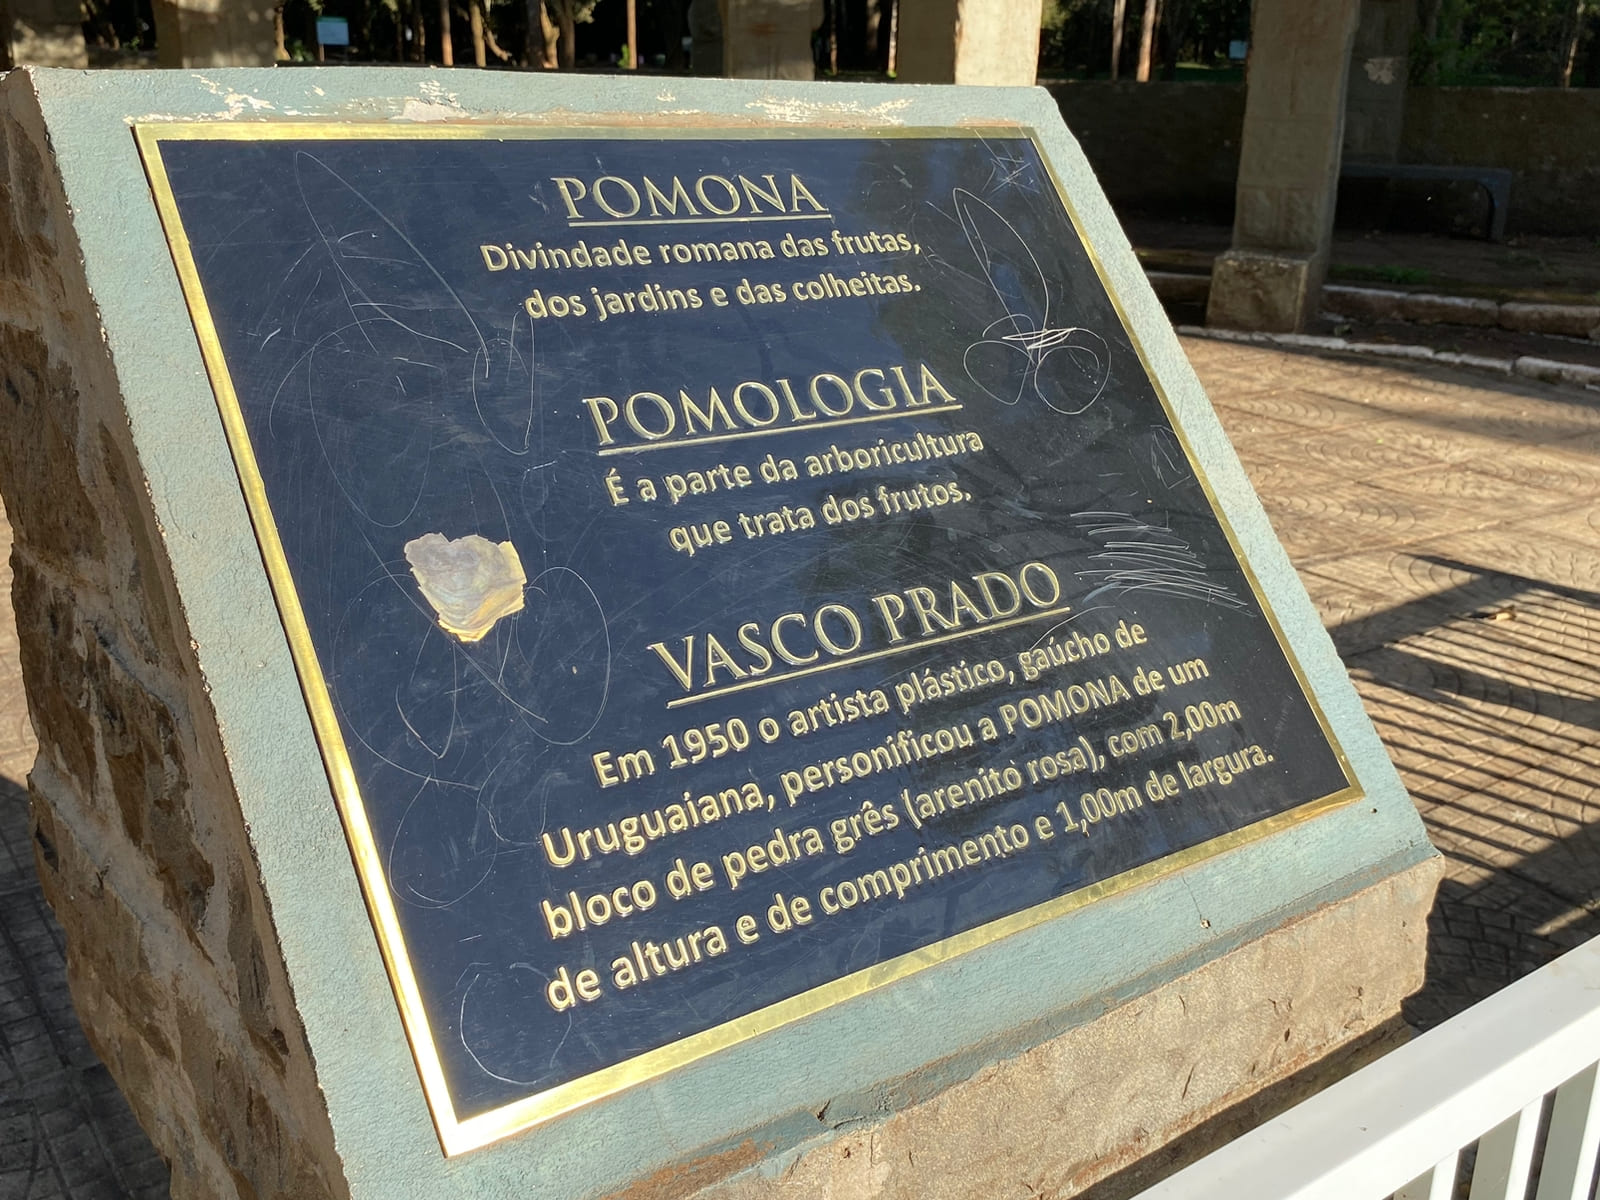 POMONA
Divindade romana das frutas,
dos jardins e das colheitas.
POMOLOGIA
É a parte da arboricultura
que trata dos frutos.
VASCO PRADO
Em 1950 o artista plástico, gaúcho de
Uruguaiana, personificou a POMONA de um
bloco de pedra grês (arenito rosa), com 2,00m
de altura e de comprimento e 1,00m de largura.